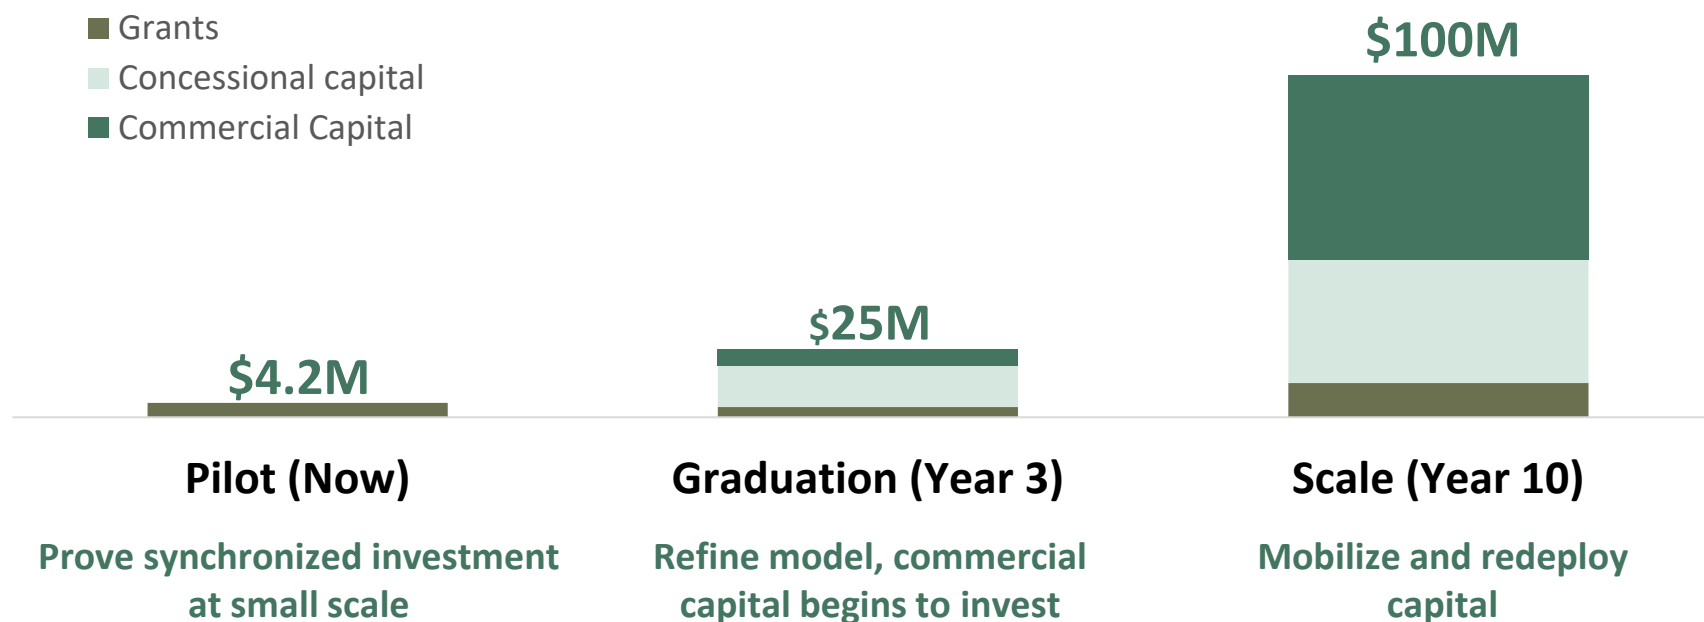 Grants
Concessional capital
Commercial Capital
$100M
$25M
$4.2M
Pilot (Now)
Graduation (Year 3)
Scale (Year 10)
Prove synchronized investment
at small scale
Refine model, commercial
capital begins to invest
Mobilize and redeploy
capital